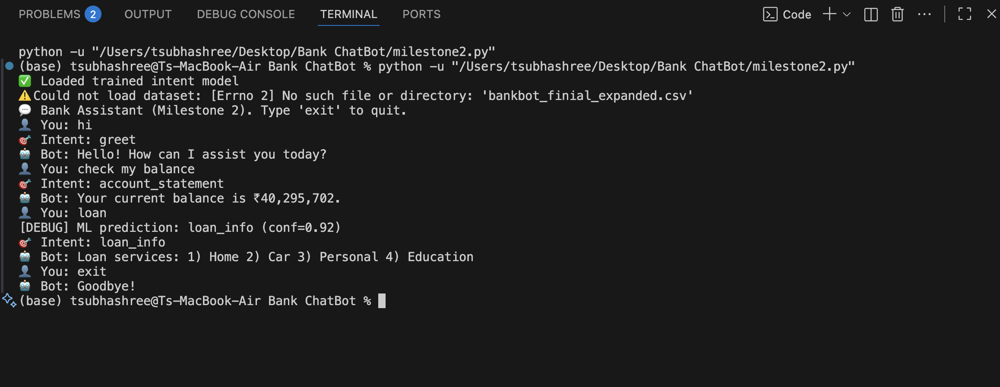 PROBLEMS 2 OUTPUT DEBUG CONSOLE TERMINAL PORTS Code
python -u "/Users/tsubhashree/Desktop/Bank ChatBot/milestone2.py"
(base) tsubhashree@Ts-MacBook-Air Bank ChatBot % python -u "/Users/tsubhashree/Desktop/Bank ChatBot/milestone2.py"
✅ Loaded trained intent model
⚠️Could not load dataset: [Errno 2] No such file or directory: 'bankbot_finial_expanded.csv'
💬 Bank Assistant (Milestone 2). Type 'exit' to quit.
👤 You: hi
🎯 Intent: greet
🤖 Bot: Hello! How can I assist you today?
👤 You: check my balance
🎯 Intent: account_statement
🤖 Bot: Your current balance is ₹40,295,702.
👤 You: loan
[DEBUG] ML prediction: loan_info (conf=0.92)
🎯 Intent: loan_info
🤖 Bot: Loan services: 1) Home 2) Car 3) Personal 4) Education
👤 You: exit
🤖 Bot: Goodbye!
(base) tsubhashree@Ts-MacBook-Air Bank ChatBot %